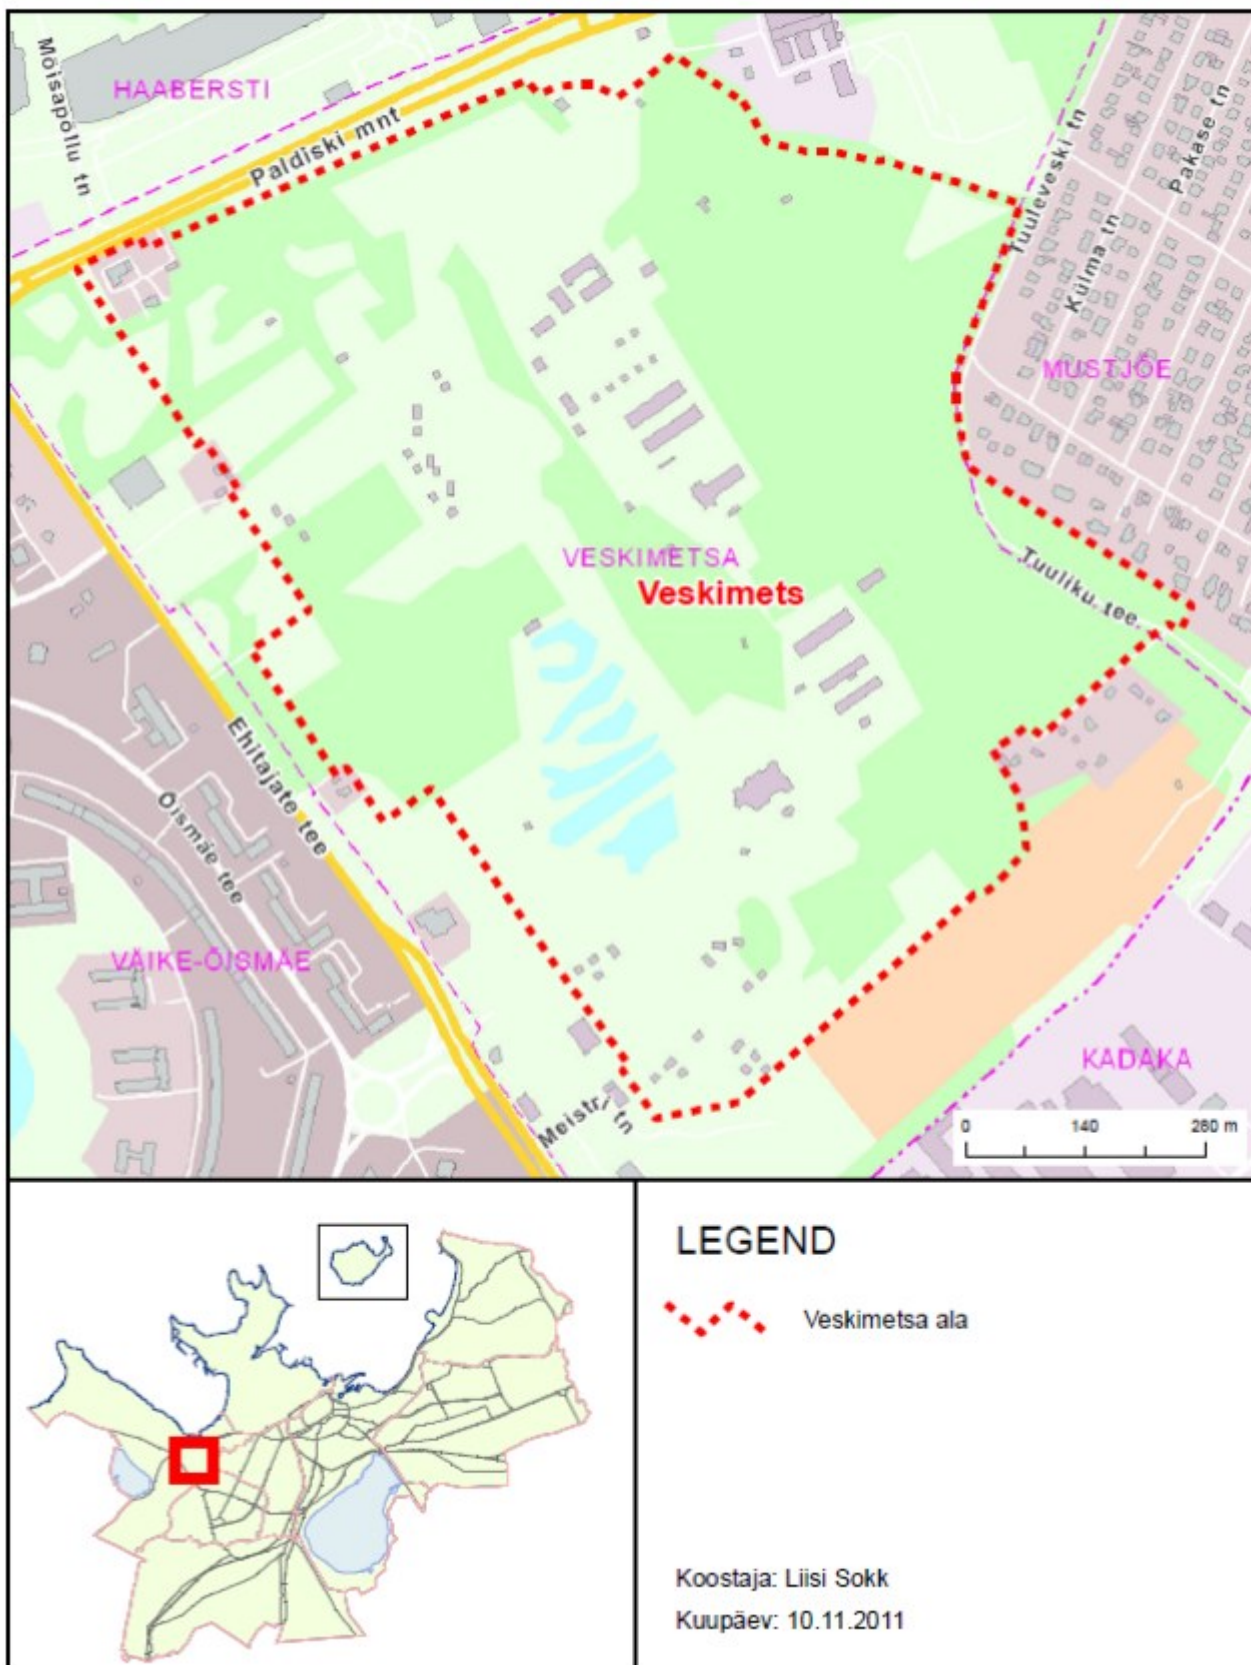 Mõisapõllu tn
HAABERSTI
Paldiski mnt
Tuuleveski tn
Külma tn
Pakase tn
MUSTJÕE
VESKIMETSA
Veskimets
Tuuliku tee
Ehitajate tee
Õismäe tee
VÄIKE-ÕISMÄE
Meistri tn
KADAKA
0 140 280 m
LEGEND
Veskimetsa ala
Koostaja: Liisi Sokk
Kuupäev: 10.11.2011